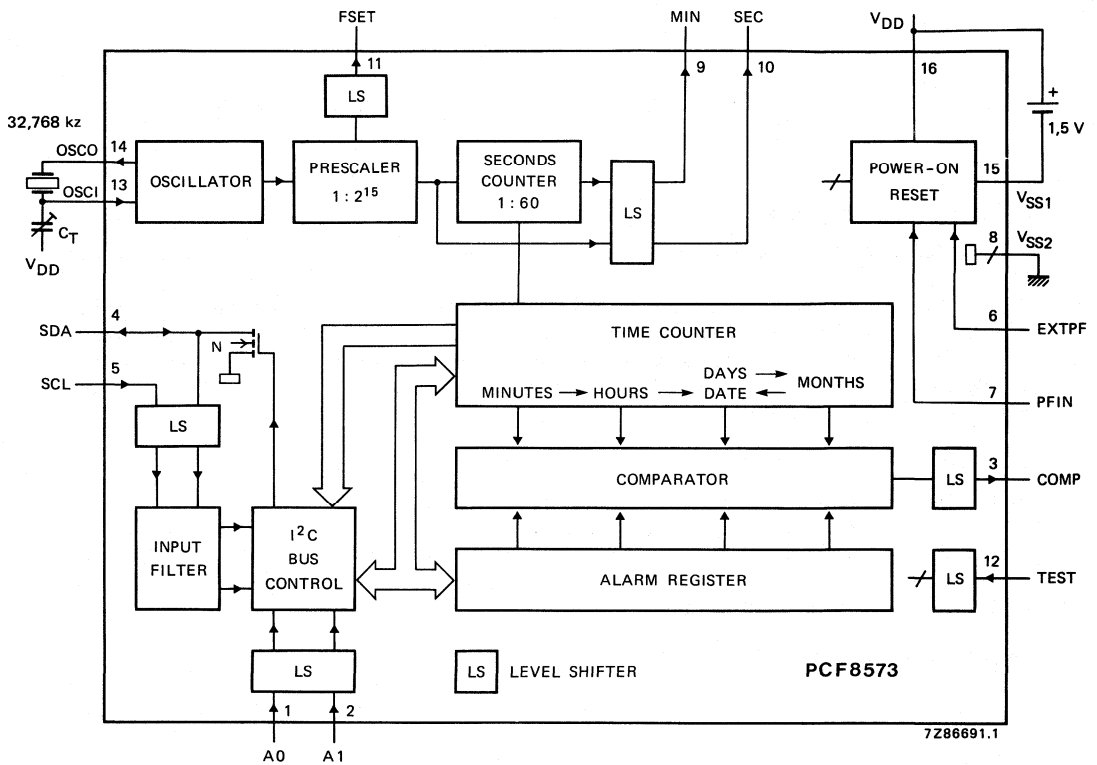 FSET
MIN
SEC
VDD
11
9
10
16
LS
+
1,5 V
32,768 kz
OSCO
14
OSCI
13
CT
VDD
OSCILLATOR
PRESCALER
1 : 2¹⁵
SECONDS
COUNTER
1 : 60
LS
POWER-ON
RESET
15
VSS1
8
VSS2
SDA
4
SCL
5
N
LS
TIME COUNTER
MINUTES → HOURS → DAYS → MONTHS
DATE ←
6
EXTPF
7
PFIN
COMPARATOR
LS
3
COMP
INPUT
FILTER
I²C
BUS
CONTROL
ALARM REGISTER
LS
12
TEST
LS
LS
LEVEL SHIFTER
PCF8573
1
2
A0
A1
7Z86691.1